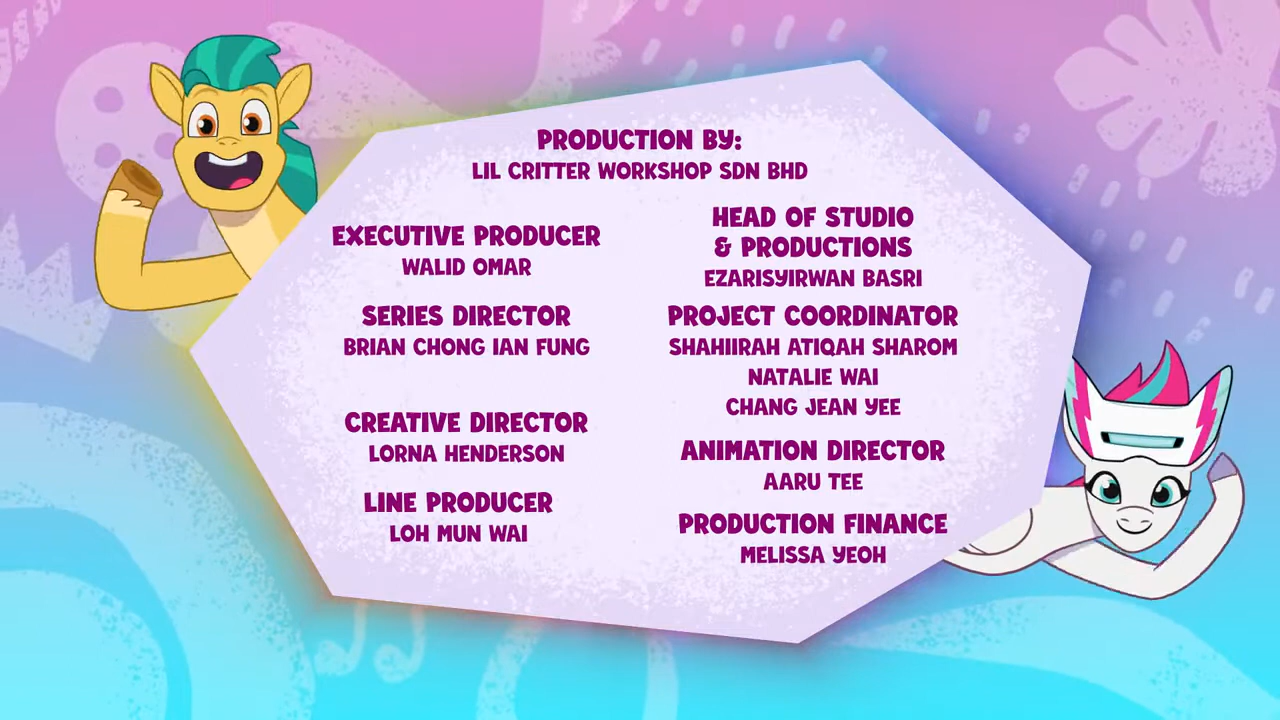 PRODUCTION BY:
LIL CRITTER WORKSHOP SDN BHD
EXECUTIVE PRODUCER
WALID OMAR
SERIES DIRECTOR
BRIAN CHONG IAN FUNG
CREATIVE DIRECTOR
LORNA HENDERSON
LINE PRODUCER
LOH MUN WAI
HEAD OF STUDIO
& PRODUCTIONS
EZARISYIRWAN BASRI
PROJECT COORDINATOR
SHAHIIRAH ATIQAH SHAROM
NATALIE WAI
CHANG JEAN YEE
ANIMATION DIRECTOR
AARU TEE
PRODUCTION FINANCE
MELISSA YEOH